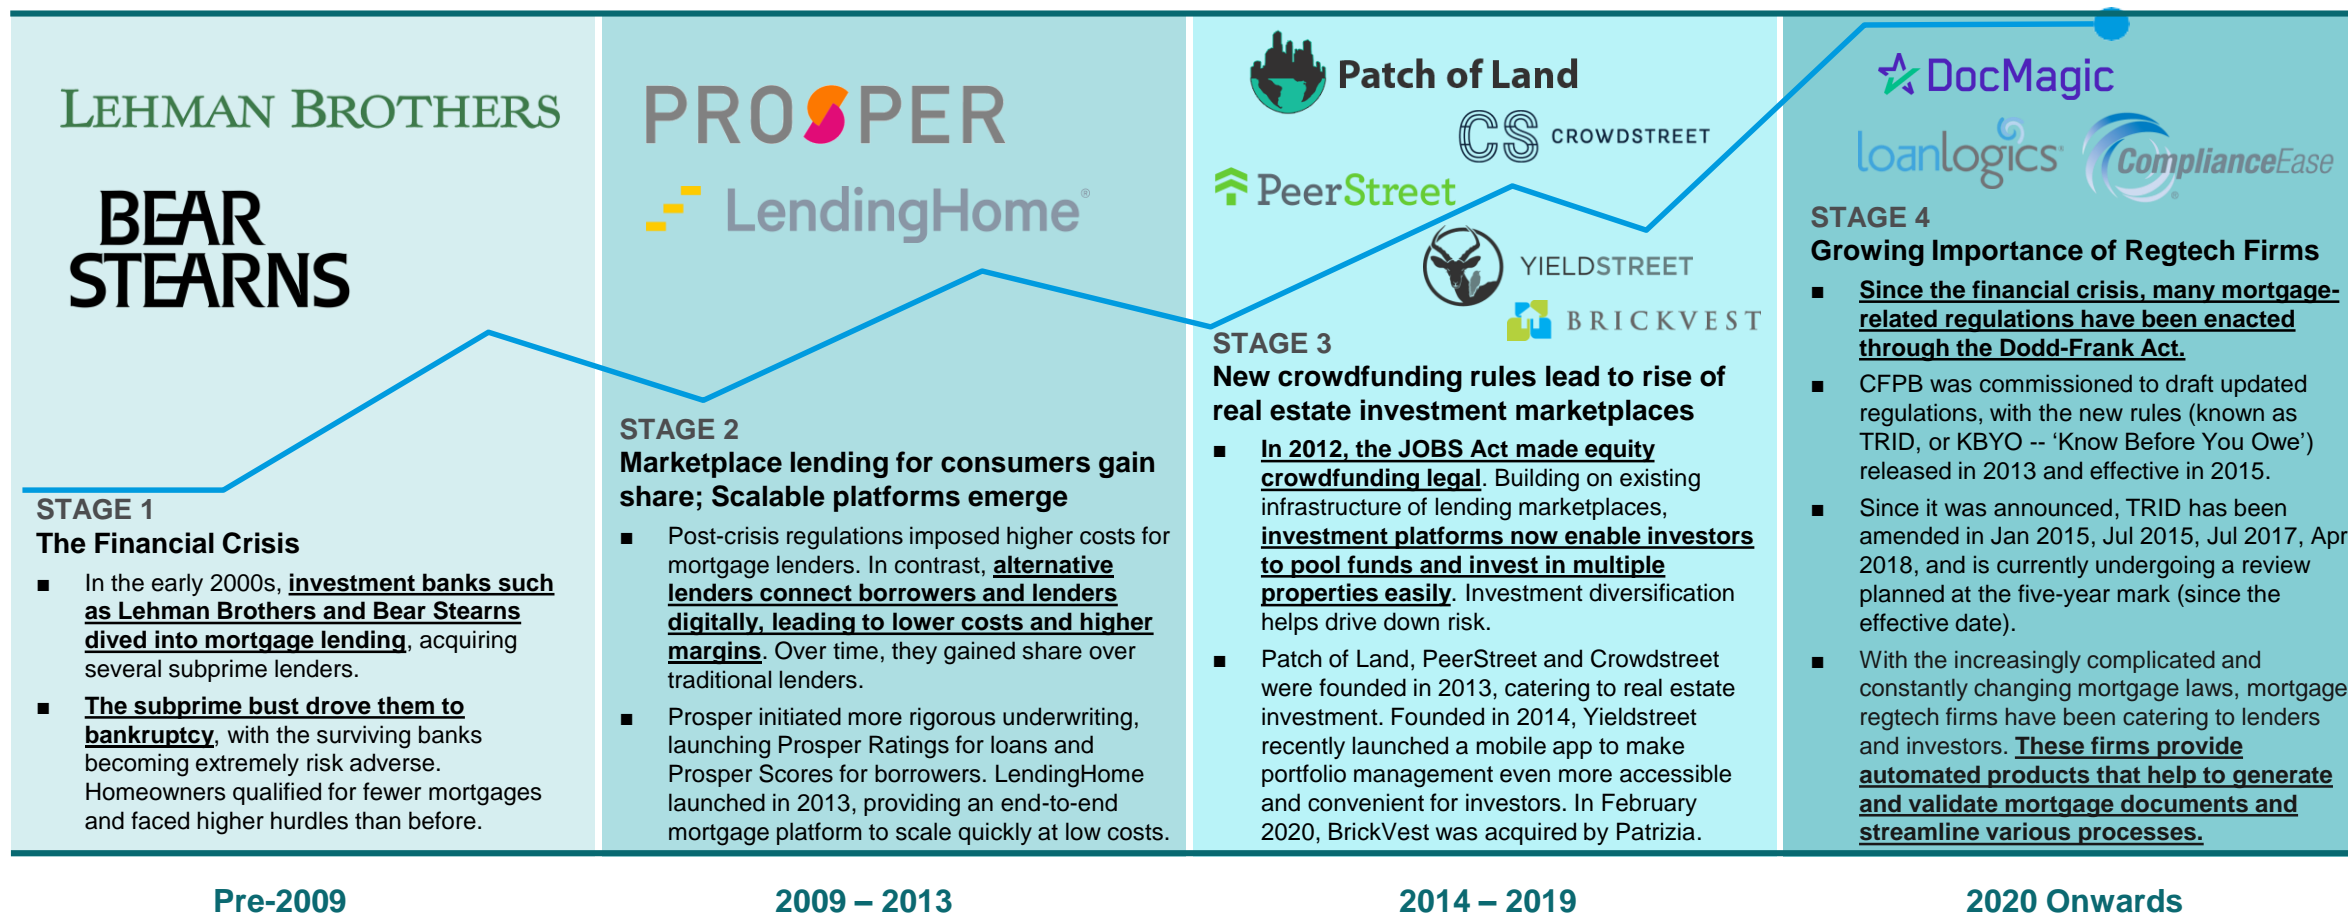 LEHMAN BROTHERS
BEAR
STEARNS
STAGE 1
The Financial Crisis
■ In the early 2000s, investment banks such
as Lehman Brothers and Bear Stearns
dived into mortgage lending, acquiring
several subprime lenders.
■ The subprime bust drove them to
bankruptcy, with the surviving banks
becoming extremely risk adverse.
Homeowners qualified for fewer mortgages
and faced higher hurdles than before.
Pre-2009
PROSPER
LendingHome®
STAGE 2
Marketplace lending for consumers gain
share; Scalable platforms emerge
■ Post-crisis regulations imposed higher costs for
mortgage lenders. In contrast, alternative
lenders connect borrowers and lenders
digitally, leading to lower costs and higher
margins. Over time, they gained share over
traditional lenders.
■ Prosper initiated more rigorous underwriting,
launching Prosper Ratings for loans and
Prosper Scores for borrowers. LendingHome
launched in 2013, providing an end-to-end
mortgage platform to scale quickly at low costs.
2009 – 2013
Patch of Land
CS CROWDSTREET
PeerStreet
YIELDSTREET
BRICKVEST
STAGE 3
New crowdfunding rules lead to rise of
real estate investment marketplaces
■ In 2012, the JOBS Act made equity
crowdfunding legal. Building on existing
infrastructure of lending marketplaces,
investment platforms now enable investors
to pool funds and invest in multiple
properties easily. Investment diversification
helps drive down risk.
■ Patch of Land, PeerStreet and Crowdstreet
were founded in 2013, catering to real estate
investment. Founded in 2014, Yieldstreet
recently launched a mobile app to make
portfolio management even more accessible
and convenient for investors. In February
2020, BrickVest was acquired by Patrizia.
2014 – 2019
DocMagic
loanlogics
ComplianceEase®
STAGE 4
Growing Importance of Regtech Firms
■ Since the financial crisis, many mortgage-
related regulations have been enacted
through the Dodd-Frank Act.
■ CFPB was commissioned to draft updated
regulations, with the new rules (known as
TRID, or KBYO -- ‘Know Before You Owe’)
released in 2013 and effective in 2015.
■ Since it was announced, TRID has been
amended in Jan 2015, Jul 2015, Jul 2017, Apr
2018, and is currently undergoing a review
planned at the five-year mark (since the
effective date).
■ With the increasingly complicated and
constantly changing mortgage laws, mortgage
regtech firms have been catering to lenders
and investors. These firms provide
automated products that help to generate
and validate mortgage documents and
streamline various processes.
2020 Onwards